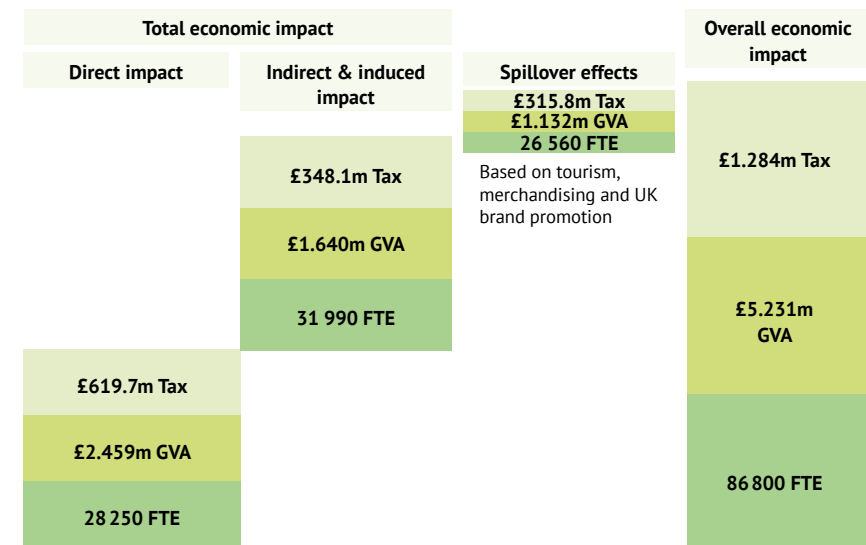 Total economic impact
Overall economic
impact
Direct impact
Indirect & induced
impact
Spillover effects
£315.8m Tax
£1.132m GVA
26 560 FTE
Based on tourism,
merchandising and UK
brand promotion
£348.1m Tax
£1.640m GVA
31 990 FTE
£619.7m Tax
£2.459m GVA
28 250 FTE
£1.284m Tax
£5.231m
GVA
86 800 FTE